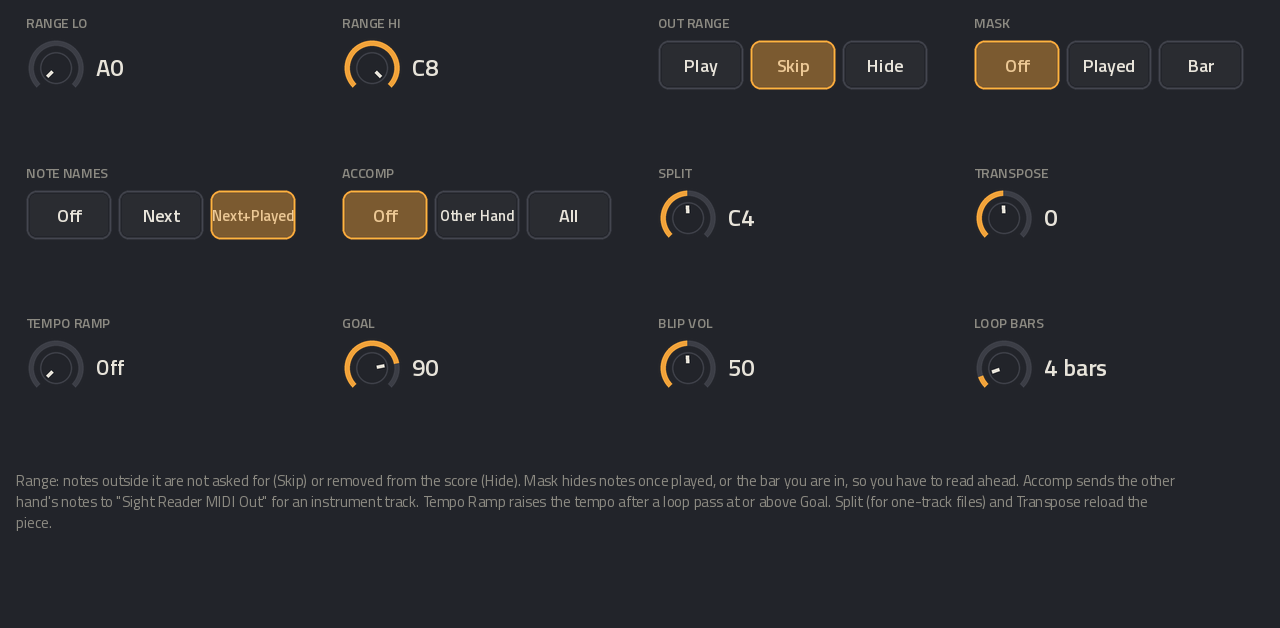 RANGE LO
A0
RANGE HI
C8
OUT RANGE
Play
Skip
Hide
MASK
Off
Played
Bar
NOTE NAMES
Off
Next
Next+Played
ACCOMP
Off
Other Hand
All
SPLIT
C4
TRANSPOSE
0
TEMPO RAMP
Off
GOAL
90
BLIP VOL
50
LOOP BARS
4 bars
Range: notes outside it are not asked for (Skip) or removed from the score (Hide). Mask hides notes once played, or the bar you are in, so you have to read ahead. Accomp sends the other
hand's notes to "Sight Reader MIDI Out" for an instrument track. Tempo Ramp raises the tempo after a loop pass at or above Goal. Split (for one-track files) and Transpose reload the
piece.